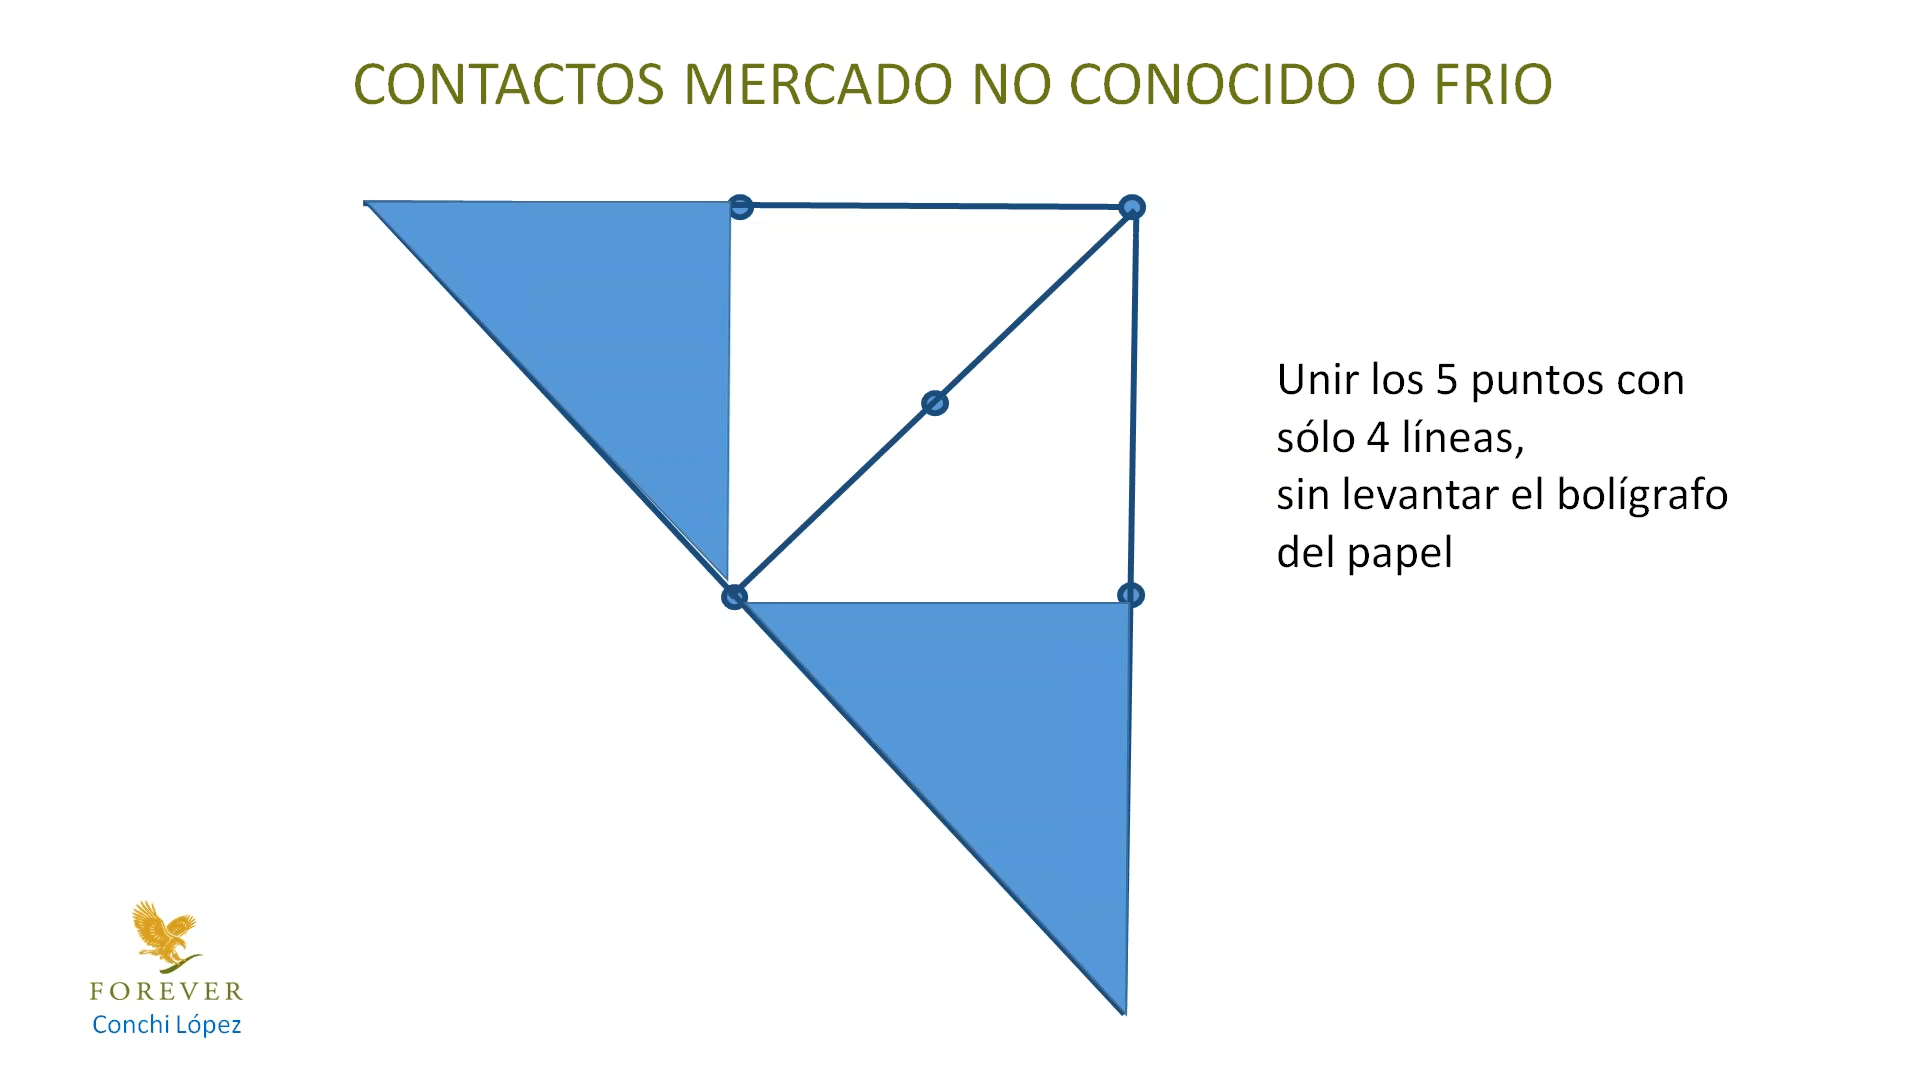 CONTACTOS MERCADO NO CONOCIDO O FRIO
Unir los 5 puntos con
sólo 4 líneas,
sin levantar el bolígrafo
del papel
FOREVER
Conchi López